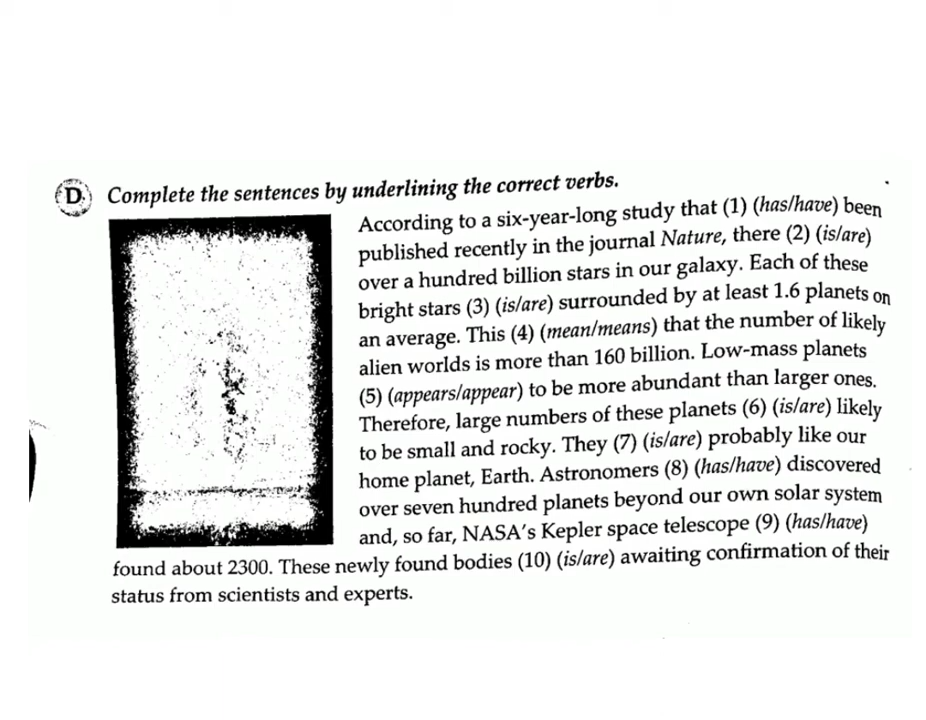 D. Complete the sentences by underlining the correct verbs.
According to a six-year-long study that (1) (has/have) been
published recently in the journal Nature, there (2) (is/are)
over a hundred billion stars in our galaxy. Each of these
bright stars (3) (is/are) surrounded by at least 1.6 planets on
an average. This (4) (mean/means) that the number of likely
alien worlds is more than 160 billion. Low-mass planets
(5) (appears/appear) to be more abundant than larger ones.
Therefore, large numbers of these planets (6) (is/are) likely
to be small and rocky. They (7) (is/are) probably like our
home planet, Earth. Astronomers (8) (has/have) discovered
over seven hundred planets beyond our own solar system
and, so far, NASA's Kepler space telescope (9) (has/have)
found about 2300. These newly found bodies (10) (is/are) awaiting confirmation of their
status from scientists and experts.